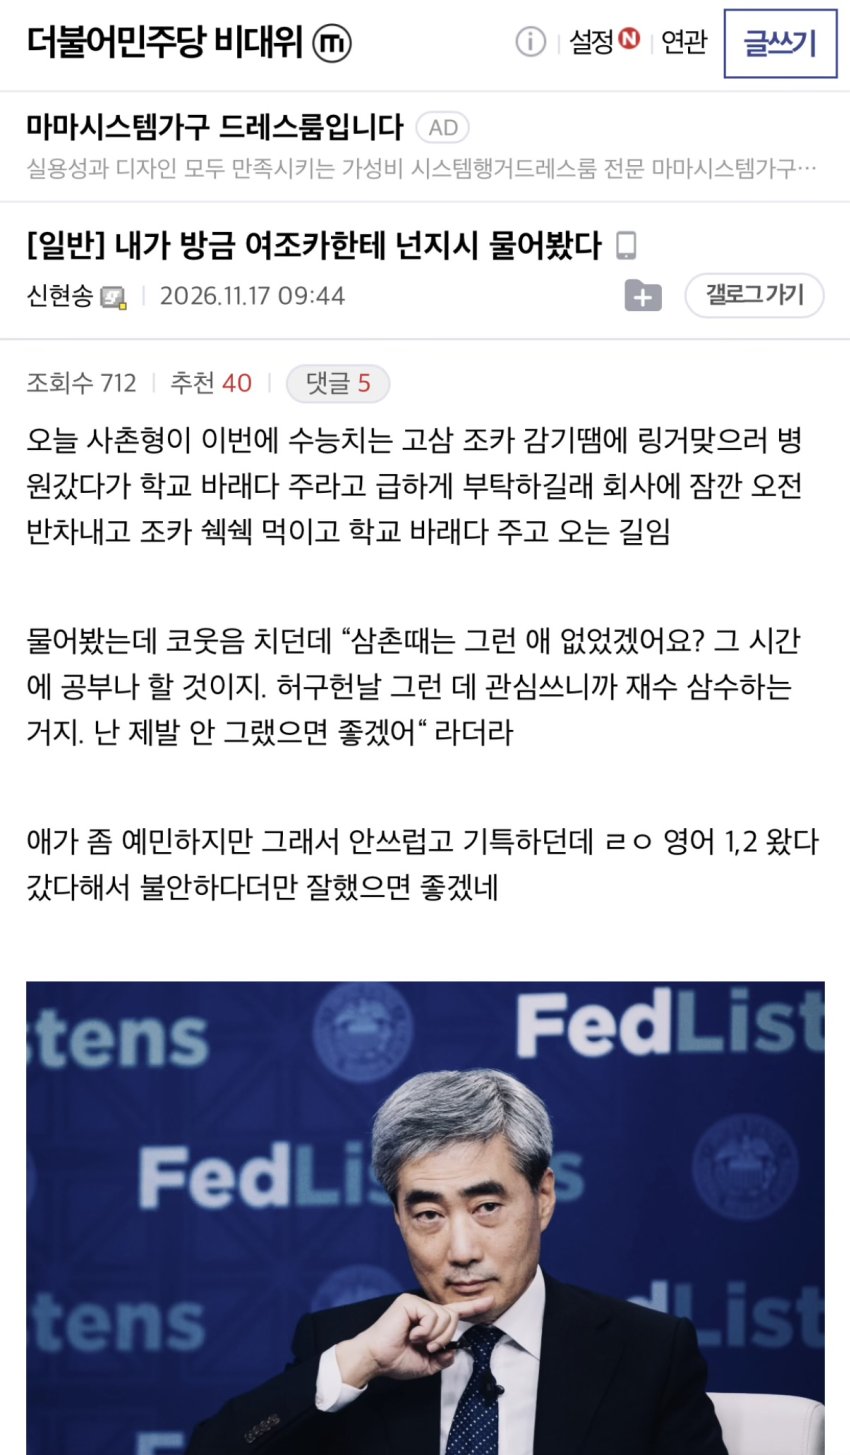 더불어민주당 비대위 m
설정 N 연관 글쓰기
마마시스템가구 드레스룸입니다 AD
실용성과 디자인 모두 만족시키는 가성비 시스템행거드레스룸 전문 마마시스템가구…
[일반] 내가 방금 여조카한테 넌지시 물어봤다
신현송 2026.11.17 09:44 갤로그 가기
조회수 712 추천 40 댓글 5
오늘 사촌형이 이번에 수능치는 고삼 조카 감기땜에 링거맞으러 병
원갔다가 학교 바래다 주라고 급하게 부탁하길래 회사에 잠깐 오전
반차내고 조카 쉑쉑 먹이고 학교 바래다 주고 오는 길임
물어봤는데 코웃음 치던데 “삼촌때는 그런 애 없었겠어요? 그 시간
에 공부나 할 것이지. 허구헌날 그런 데 관심쓰니까 재수 삼수하는
거지. 난 제발 안 그랬으면 좋겠어“ 라더라
애가 좀 예민하지만 그래서 안쓰럽고 기특하던데 ㄹㅇ 영어 1,2 왔다
갔다해서 불안하다더만 잘했으면 좋겠네
stens FedList
FedLis s
tens dList
Fed